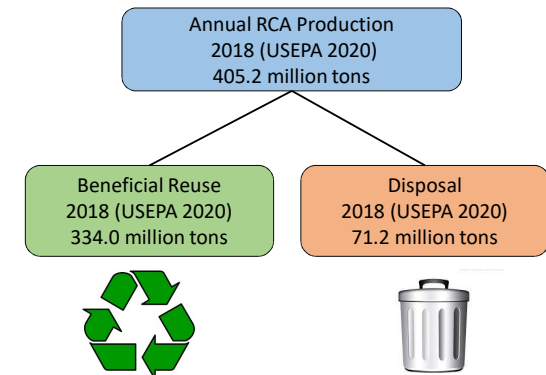 Annual RCA Production
2018 (USEPA 2020)
405.2 million tons
Beneficial Reuse
2018 (USEPA 2020)
334.0 million tons
Disposal
2018 (USEPA 2020)
71.2 million tons